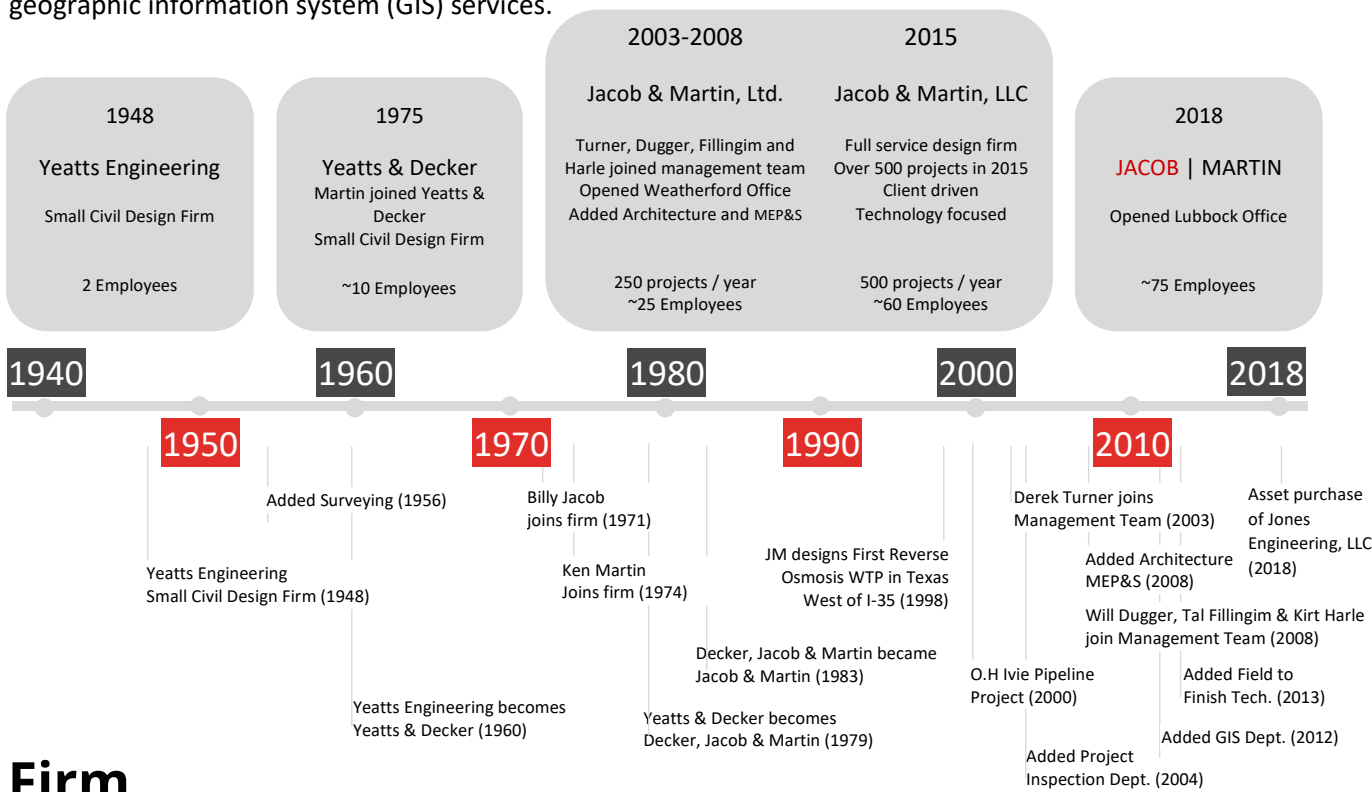 geographic information system (GIS) services.
1948
Yeatts Engineering
Small Civil Design Firm
2 Employees
1975
Yeatts & Decker
Martin joined Yeatts &
Decker
Small Civil Design Firm
~10 Employees
2003-2008
Jacob & Martin, Ltd.
Turner, Dugger, Fillingim and
Harle joined management team
Opened Weatherford Office
Added Architecture and MEP&S
250 projects / year
~25 Employees
2015
Jacob & Martin, LLC
Full service design firm
Over 500 projects in 2015
Client driven
Technology focused
500 projects / year
~60 Employees
2018
JACOB | MARTIN
Opened Lubbock Office
~75 Employees
1940
1960
1980
2000
2018
1950
1970
1990
2010
Added Surveying (1956)
Yeatts Engineering
Small Civil Design Firm (1948)
Yeatts Engineering becomes
Yeatts & Decker (1960)
Billy Jacob
joins firm (1971)
Ken Martin
Joins firm (1974)
JM designs First Reverse
Osmosis WTP in Texas
West of I-35 (1998)
Decker, Jacob & Martin became
Jacob & Martin (1983)
Yeatts & Decker becomes
Decker, Jacob & Martin (1979)
Derek Turner joins
Management Team (2003)
Added Architecture
MEP&S (2008)
Will Dugger, Tal Fillingim & Kirt Harle
join Management Team (2008)
O.H Ivie Pipeline
Project (2000)
Added Field to
Finish Tech. (2013)
Added GIS Dept. (2012)
Added Project
Inspection Dept. (2004)
Asset purchase
of Jones
Engineering, LLC
(2018)
Firm